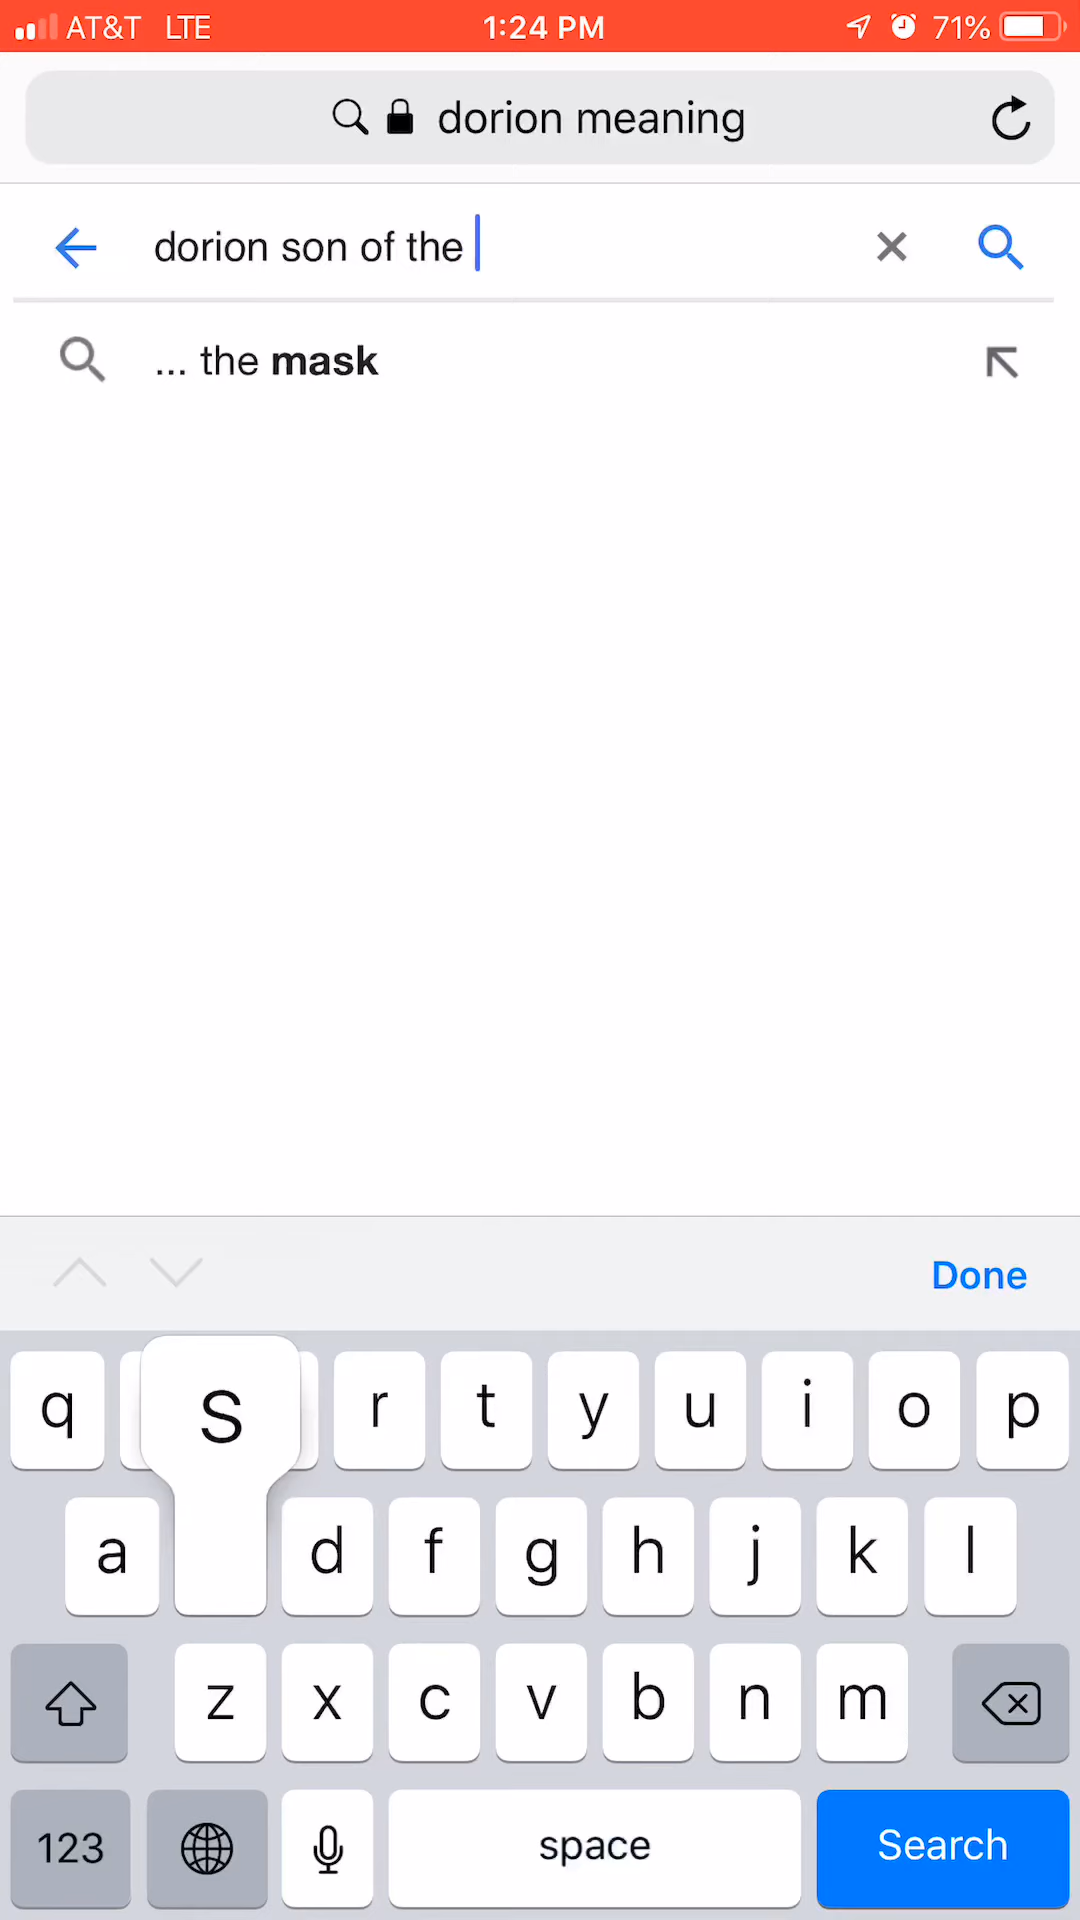 AT&T LTE 1:24 PM 71%
dorion meaning
dorion son of the
... the mask
Done
q s r t y u i o p
a d f g h j k l
z x c v b n m
123 space Search